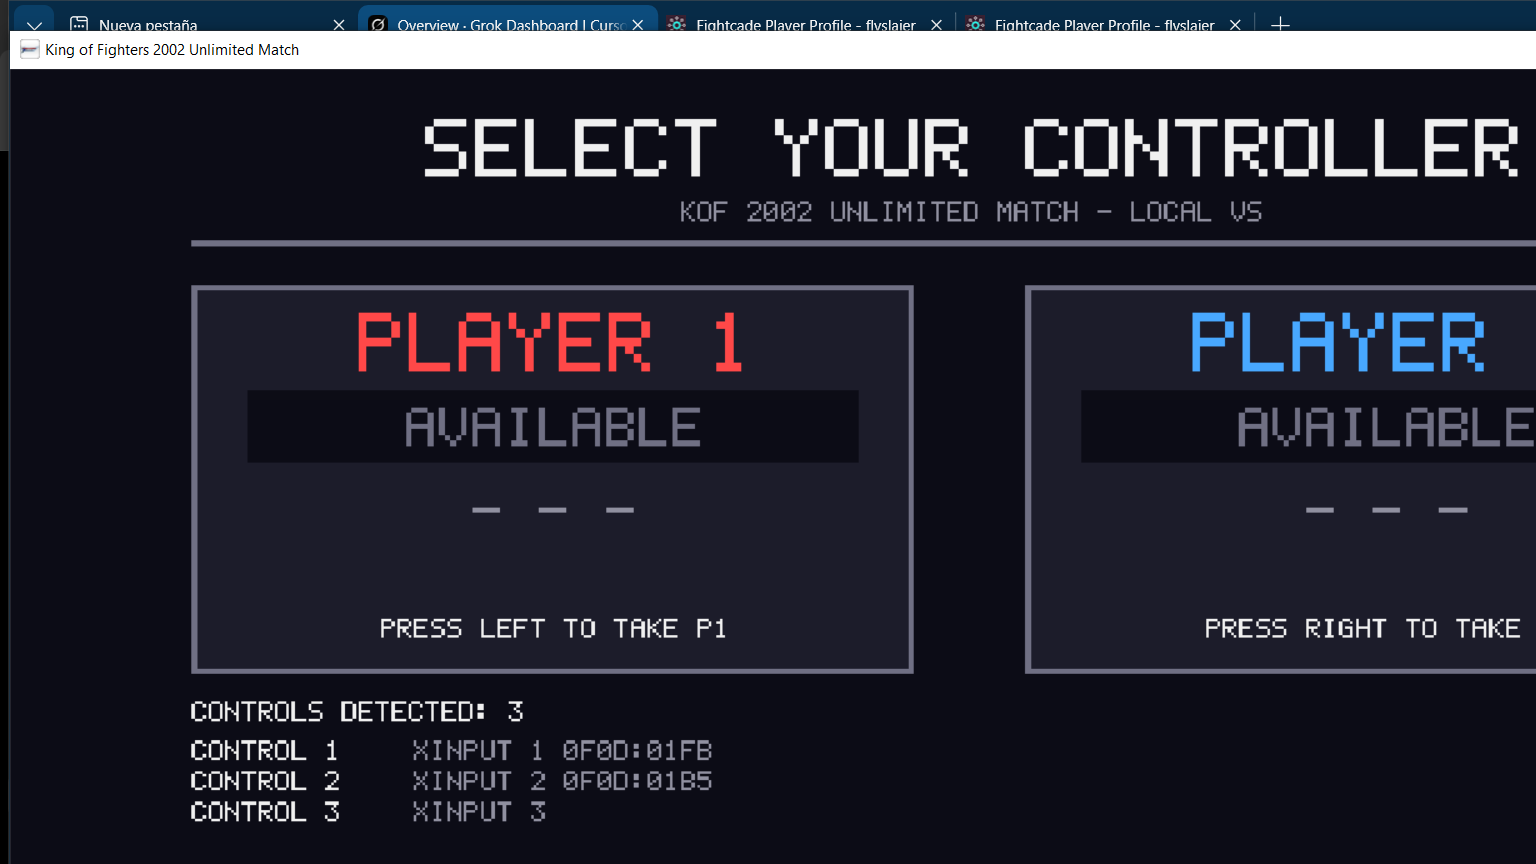 Nueva pestaña
Overview · Grok Dashboard | Curso
Fightcade Player Profile - flyslaier
Fightcade Player Profile - flyslaier
King of Fighters 2002 Unlimited Match
SELECT YOUR CONTROLLER
KOF 2002 UNLIMITED MATCH - LOCAL VS
PLAYER 1
PLAYER
AVAILABLE
AVAILABLE
- - -
- - -
PRESS LEFT TO TAKE P1
PRESS RIGHT TO TAKE
CONTROLS DETECTED: 3
CONTROL 1 XINPUT 1 0F0D:01FB
CONTROL 2 XINPUT 2 0F0D:01B5
CONTROL 3 XINPUT 3